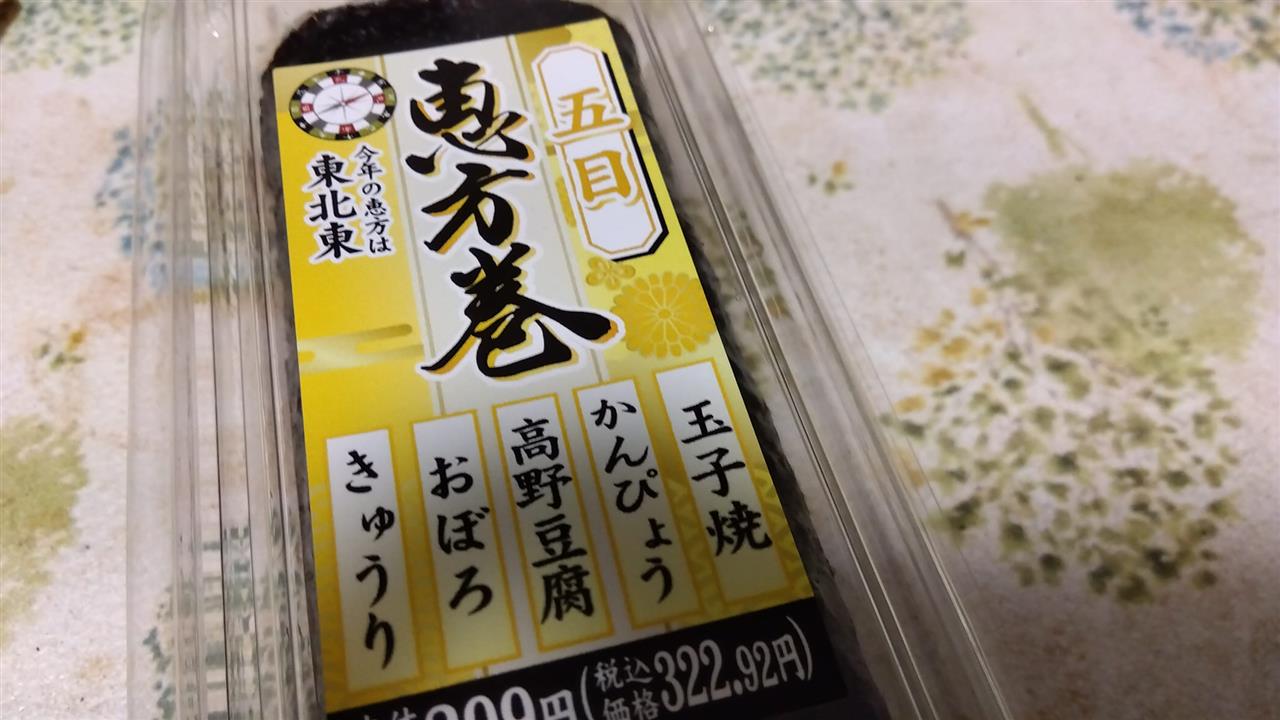 五目
恵方巻
今年の恵方は
東北東
玉子焼
かんぴょう
高野豆腐
おぼろ
きゅうり
円(税込価格322.92円)